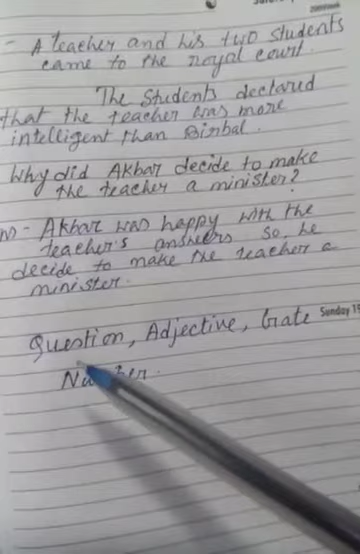 - A teacher and his two students
came to the royal court.
The Students declared
that the teacher was more
intelligent than Birbal.
Why did Akbar decide to make
the teacher a minister?
- Akbar was happy with the
teacher's answers so he
decide to make the teacher a
minister.
Sunday
Question, Adjective, Grate
Number.